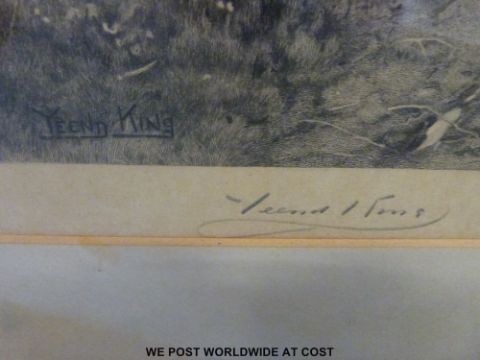 YEEND KING
Yeend King
WE POST WORLDWIDE AT COST